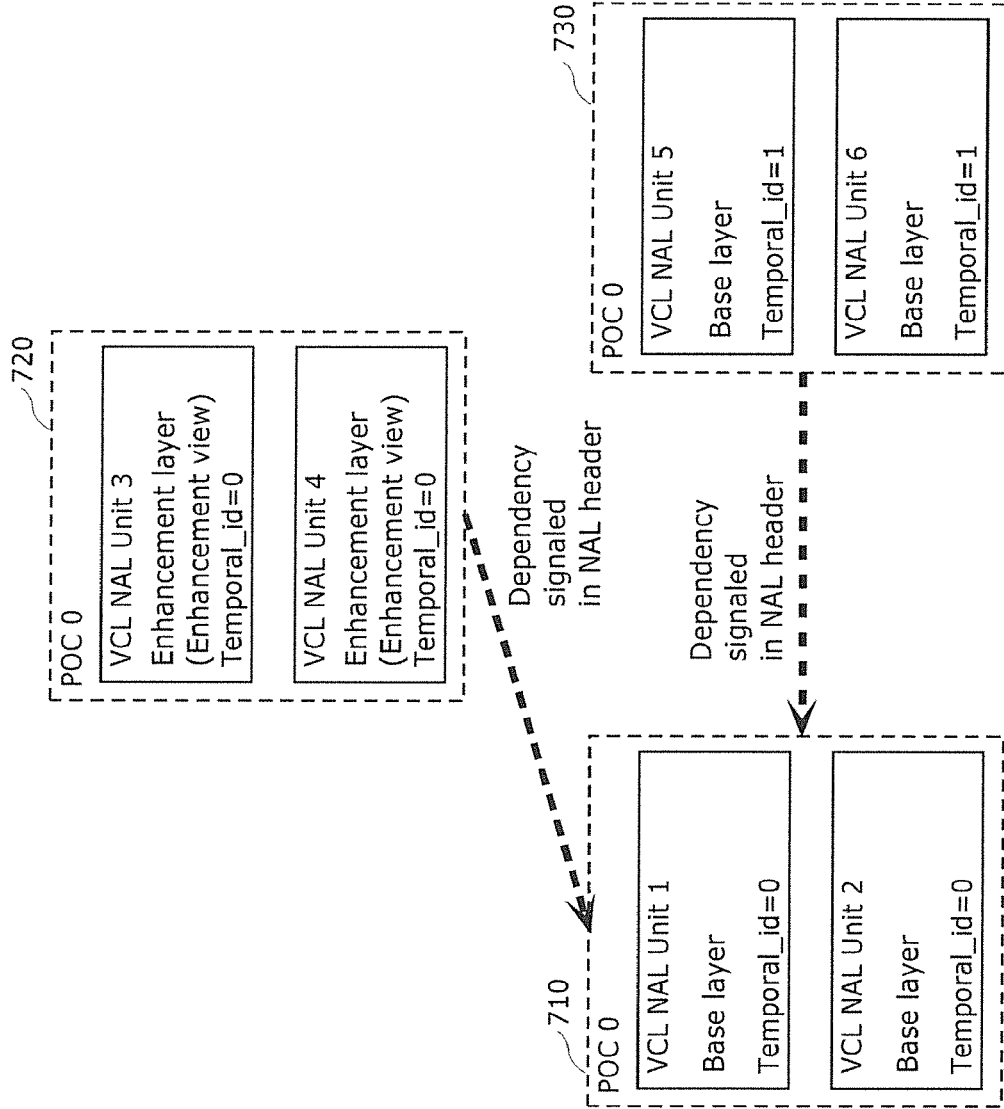 720
POC 0
VCL NAL Unit 3
Enhancement layer
(Enhancement view)
Temporal_id=0
VCL NAL Unit 4
Enhancement layer
(Enhancement view)
Temporal_id=0
Dependency
signaled
in NAL header
710
POC 0
VCL NAL Unit 1
Base layer
Temporal_id=0
VCL NAL Unit 2
Base layer
Temporal_id=0
Dependency
signaled
in NAL header
730
POC 0
VCL NAL Unit 5
Base layer
Temporal_id=1
VCL NAL Unit 6
Base layer
Temporal_id=1